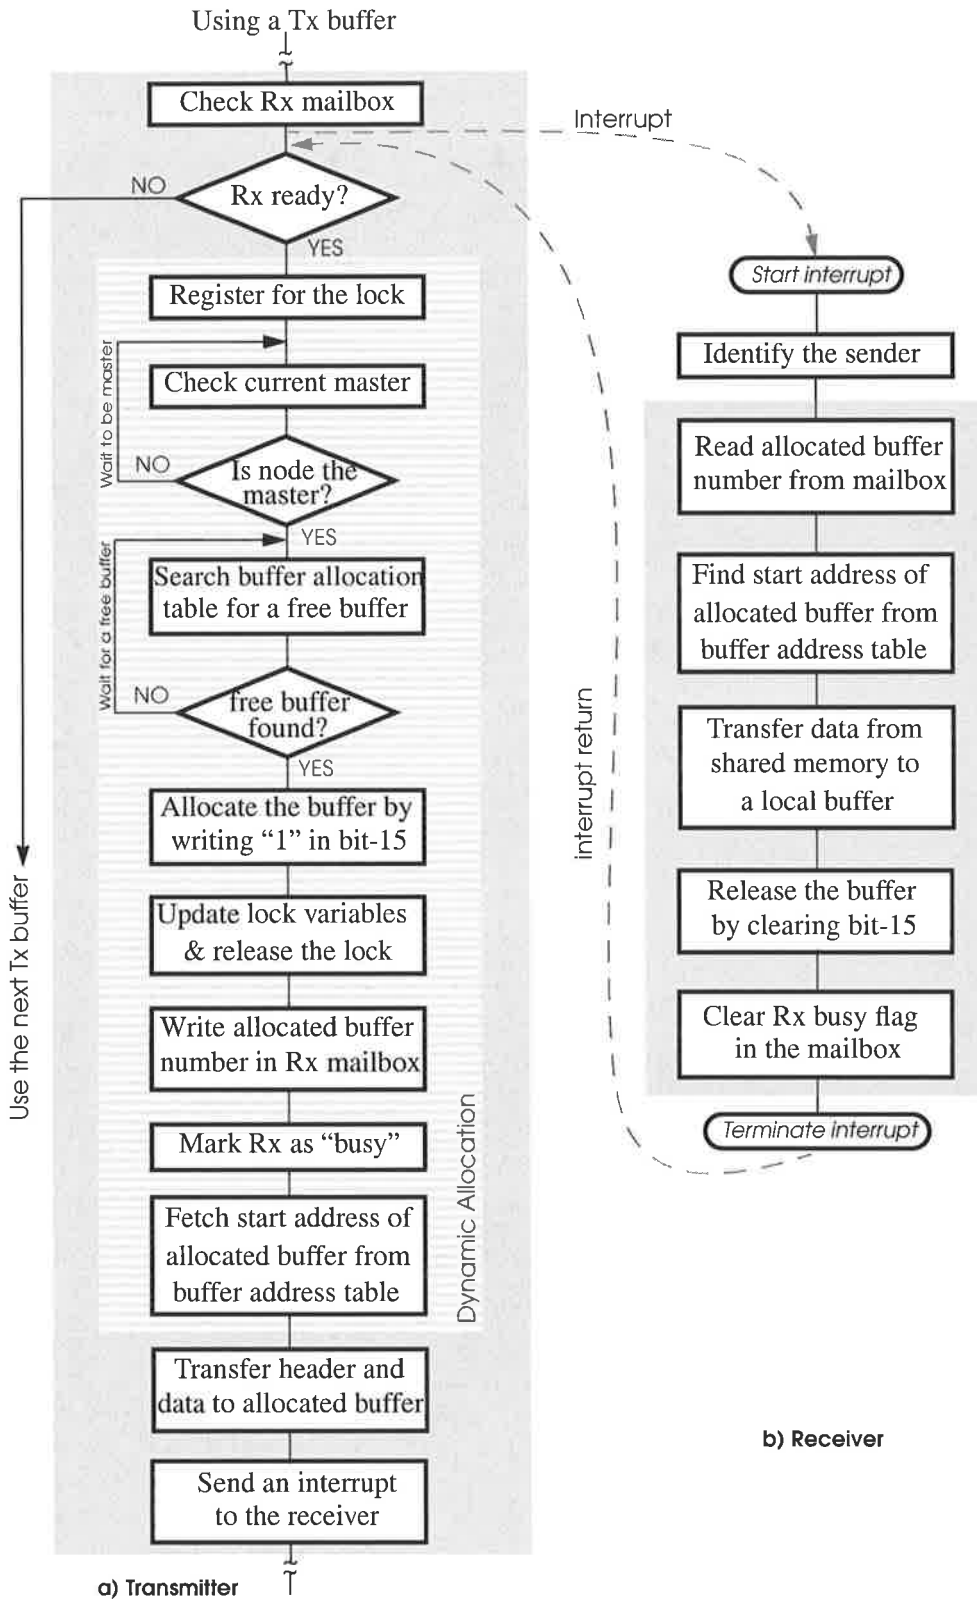 Using a Tx buffer
Check Rx mailbox
Interrupt
NO
Rx ready?
YES
Start interrupt
Register for the lock
Identify the sender
Wait to be master
Check current master
Read allocated buffer
number from mailbox
NO
Is node the
master?
YES
Wait for a free buffer
Search buffer allocation
table for a free buffer
Find start address of
allocated buffer from
buffer address table
NO
free buffer
found?
YES
interrupt return
Transfer data from
shared memory to
a local buffer
Allocate the buffer by
writing “1” in bit-15
Use the next Tx buffer
Update lock variables
& release the lock
Release the buffer
by clearing bit-15
Write allocated buffer
number in Rx mailbox
Clear Rx busy flag
in the mailbox
Mark Rx as “busy”
Terminate interrupt
Fetch start address of
allocated buffer from
buffer address table
Dynamic Allocation
Transfer header and
data to allocated buffer
Send an interrupt
to the receiver
b) Receiver
a) Transmitter